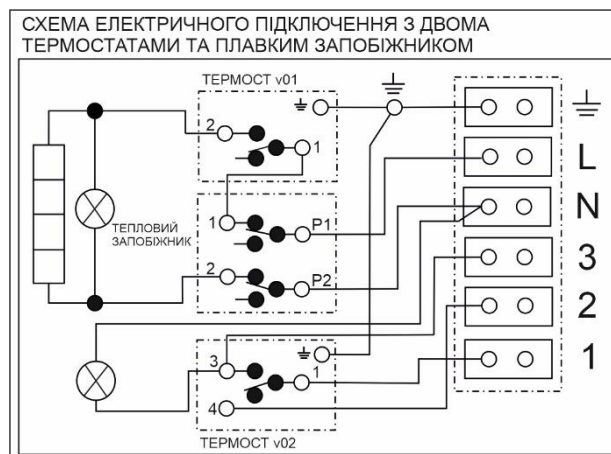 СХЕМА ЕЛЕКТРИЧНОГО ПІДКЛЮЧЕННЯ З ДВОМА
ТЕРМОСТАТАМИ ТА ПЛАВКИМ ЗАПОБІЖНИКОМ
ТЕРМОСТ v01
2
1
L
1
P1
N
ТЕПЛОВИЙ
ЗАПОБІЖНИК
2
P2
3
2
3
1
1
4
ТЕРМОСТ v02